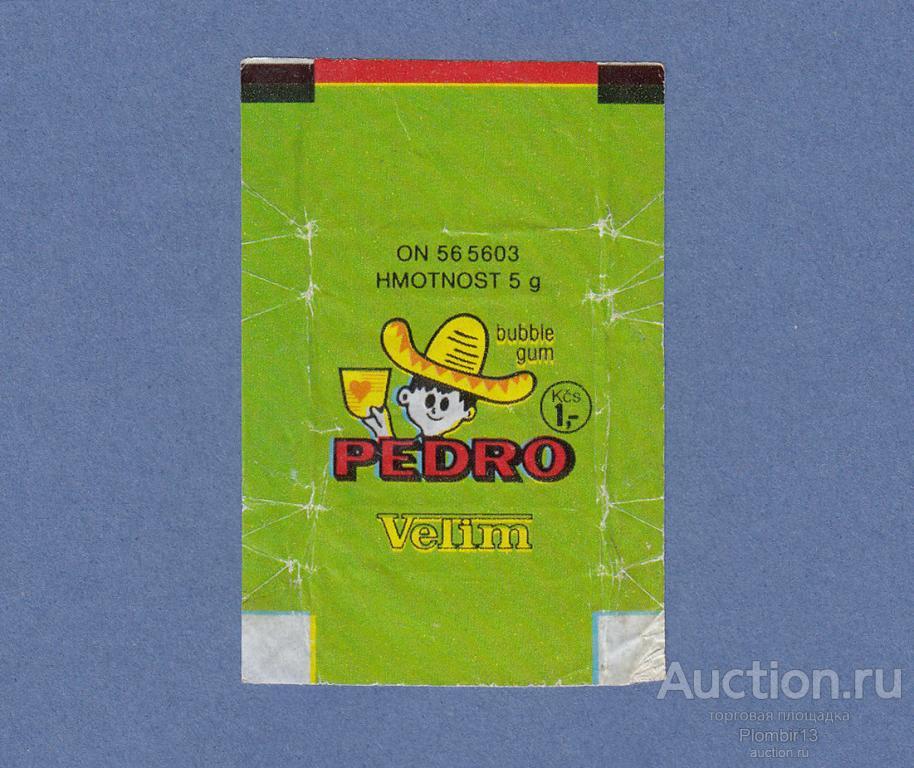 ON 56 5603
HMOTNOST 5 g
bubble
gum
Kčs
1,-
PEDRO
Velim
Auction.ru
торговая площадка
Plombir13
auction.ru